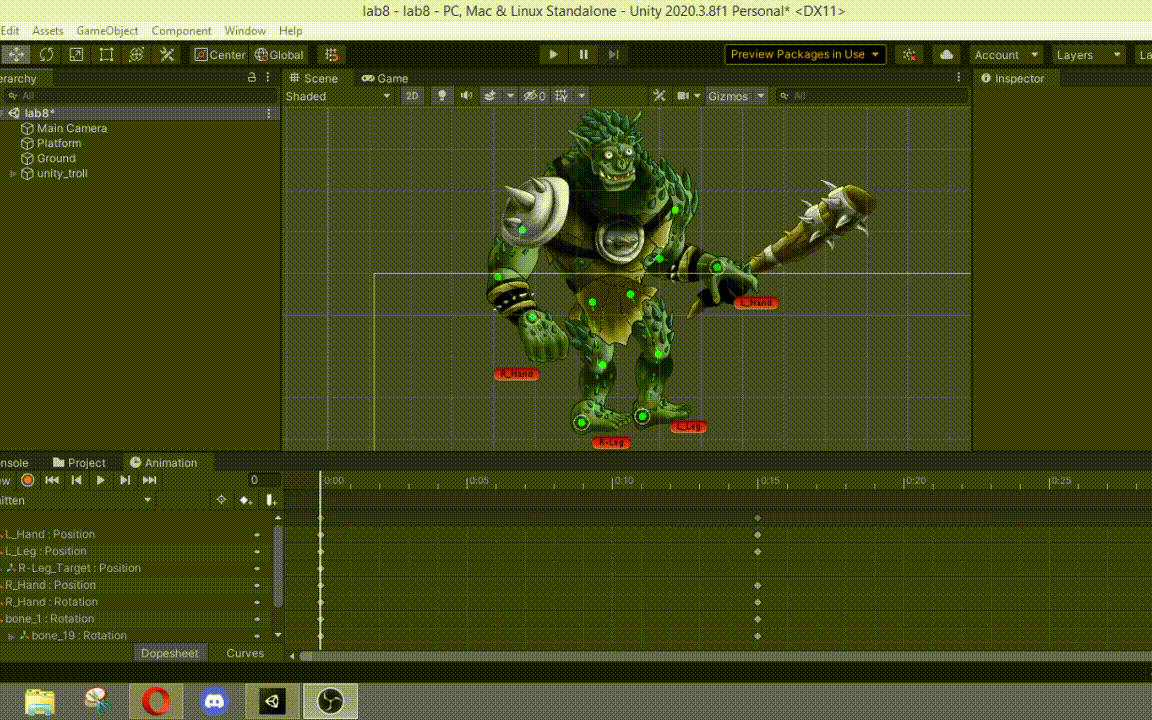 lab8 - lab8 - PC, Mac & Linux Standalone - Unity 2020.3.8f1 Personal* <DX11>
Edit Assets GameObject Component Window Help
Center Global Preview Packages in Use Account Layers La
erarchy Scene Game Inspector
All Shaded 2D 0 Gizmos All
lab8*
Main Camera
Platform
Ground
unity_troll
L_Hand
R_Hand
L_Leg
R-Leg
nsole Project Animation
ew 0 0:00 0:05 0:10 0:15 0:20 0:25
itten
L_Hand : Position
L_Leg : Position
R-Leg_Target : Position
R_Hand : Position
R_Hand : Rotation
bone_1 : Rotation
bone_19 : Rotation
Dopesheet Curves